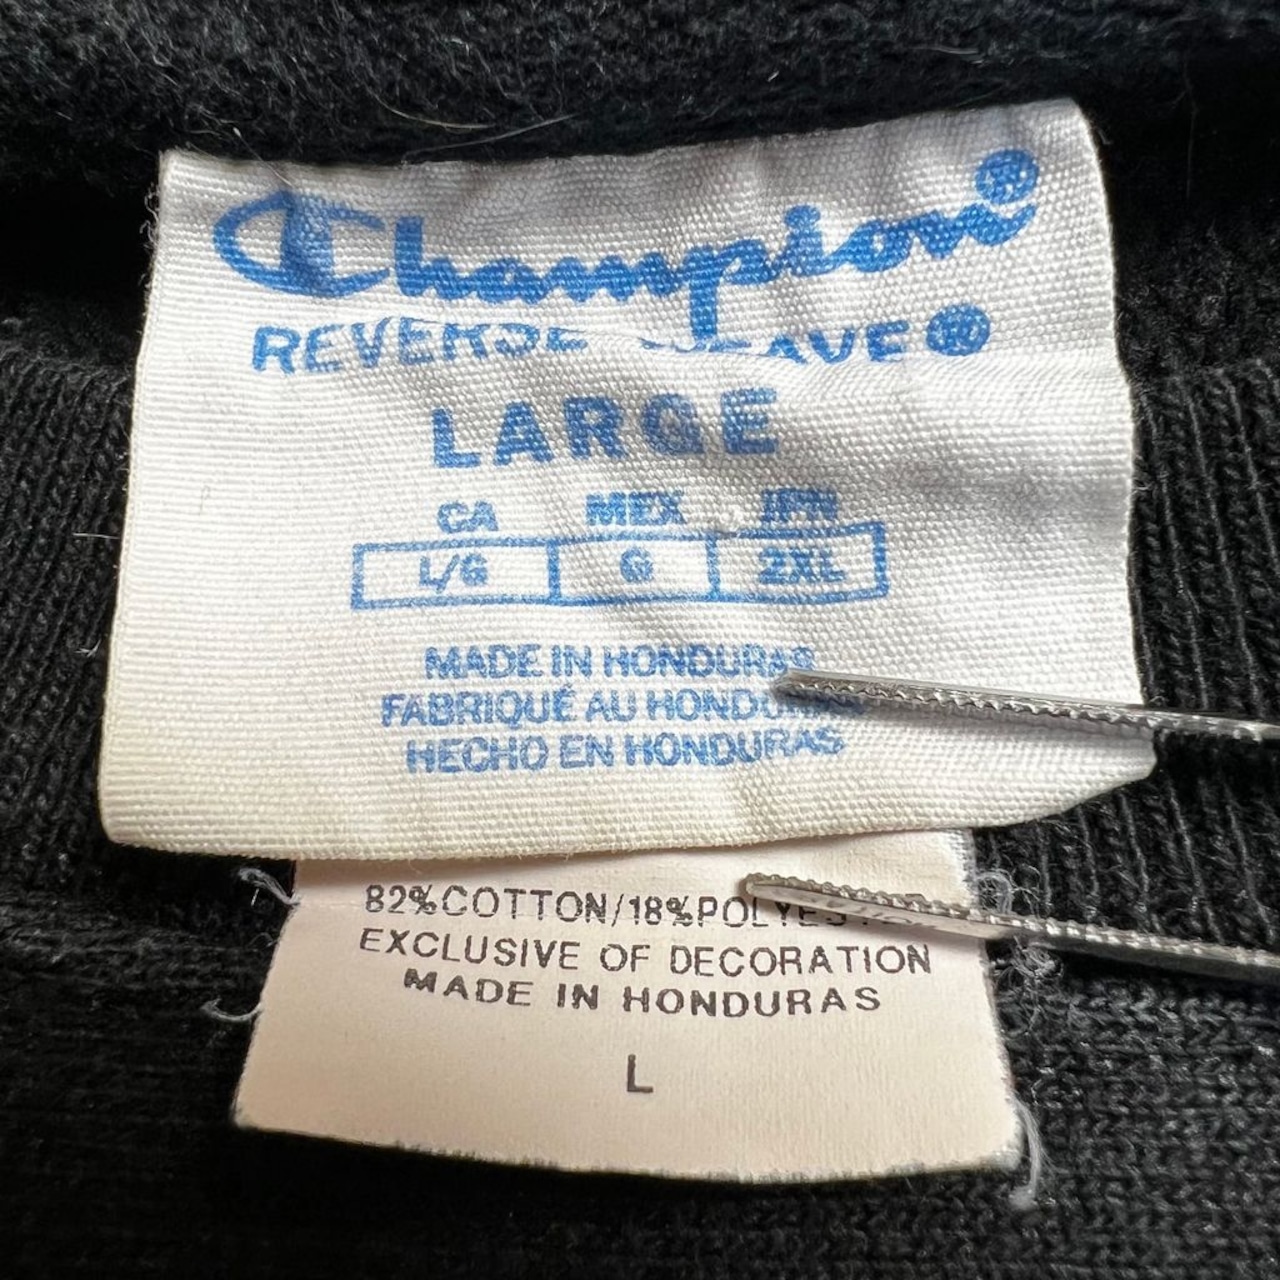 Champion®
REVERSE WEAVE
LARGE
CA MEX JPN
L/G G 2XL
MADE IN HONDURAS
FABRIQUÉ AU HONDURAS
HECHO EN HONDURAS
82%COTTON/18%POLYESTER
EXCLUSIVE OF DECORATION
MADE IN HONDURAS
L